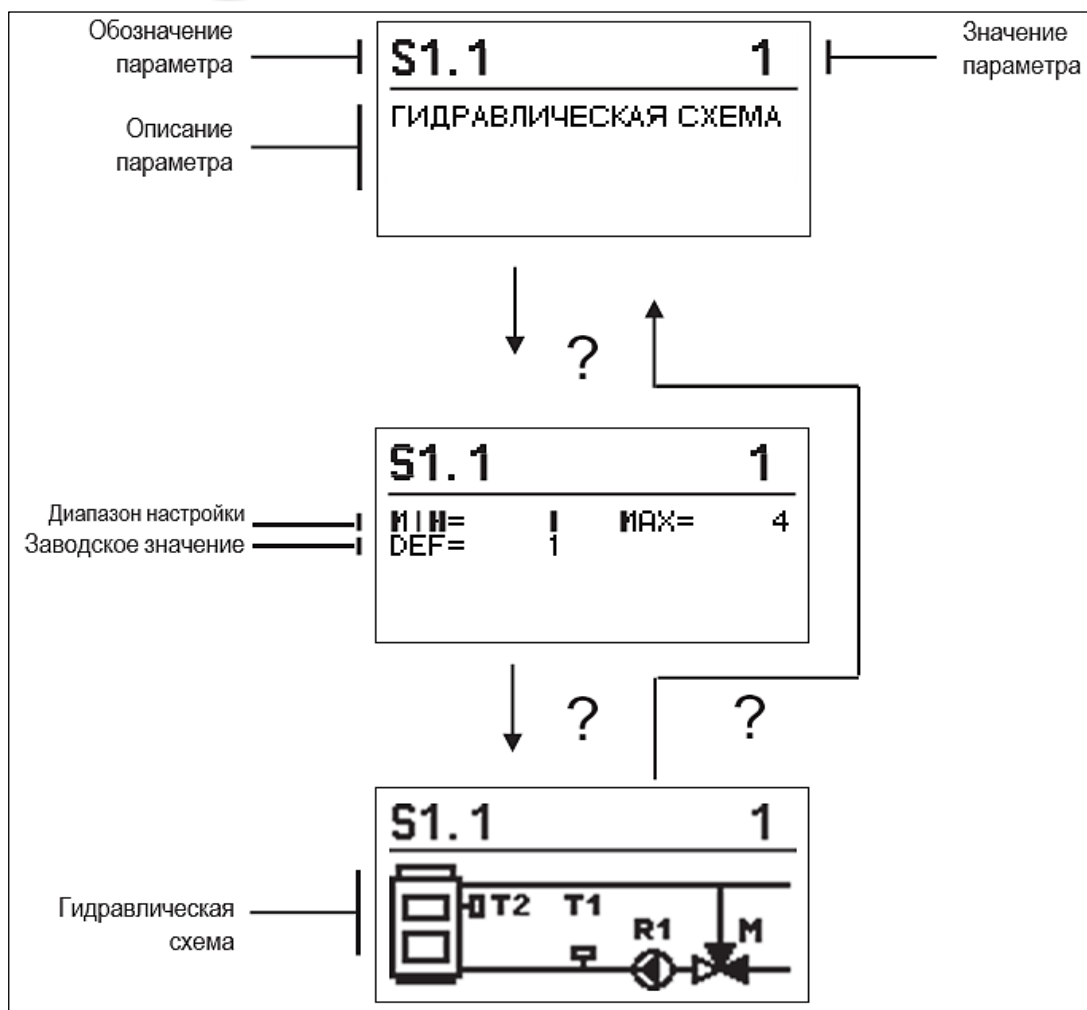 Обозначение
параметра
S1.1 1
Значение
параметра
Описание
параметра
ГИДРАВЛИЧЕСКАЯ СХЕМА
?
S1.1 1
Диапазон настройки
MIN= 1 MAX= 4
Заводское значение
DEF= 1
? ?
S1.1 1
Гидравлическая
схема
T2 T1
R1 M